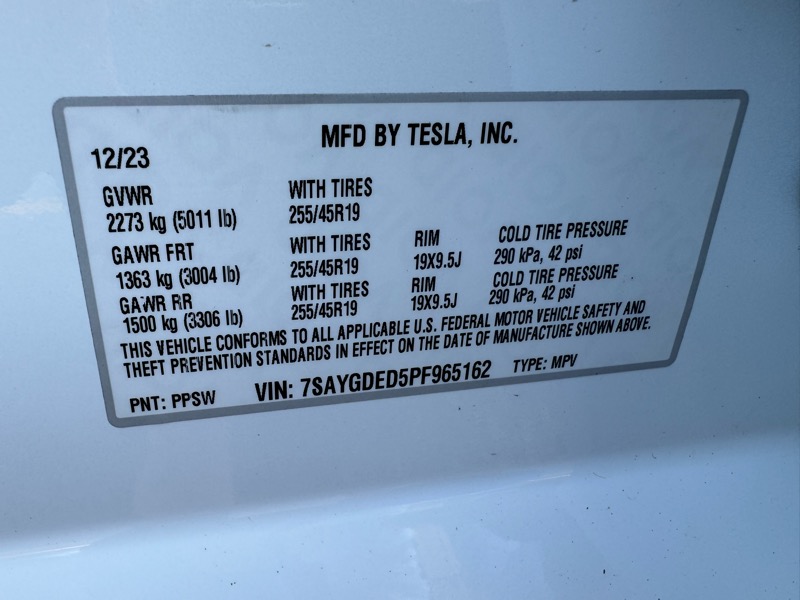 MFD BY TESLA, INC.
12/23
GVWR WITH TIRES
2273 kg (5011 lb) 255/45R19
GAWR FRT WITH TIRES RIM COLD TIRE PRESSURE
1363 kg (3004 lb) 255/45R19 19X9.5J 290 kPa, 42 psi
GAWR RR WITH TIRES RIM COLD TIRE PRESSURE
1500 kg (3306 lb) 255/45R19 19X9.5J 290 kPa, 42 psi
THIS VEHICLE CONFORMS TO ALL APPLICABLE U.S. FEDERAL MOTOR VEHICLE SAFETY AND
THEFT PREVENTION STANDARDS IN EFFECT ON THE DATE OF MANUFACTURE SHOWN ABOVE.
PNT: PPSW VIN: 7SAYGDED5PF965162 TYPE: MPV